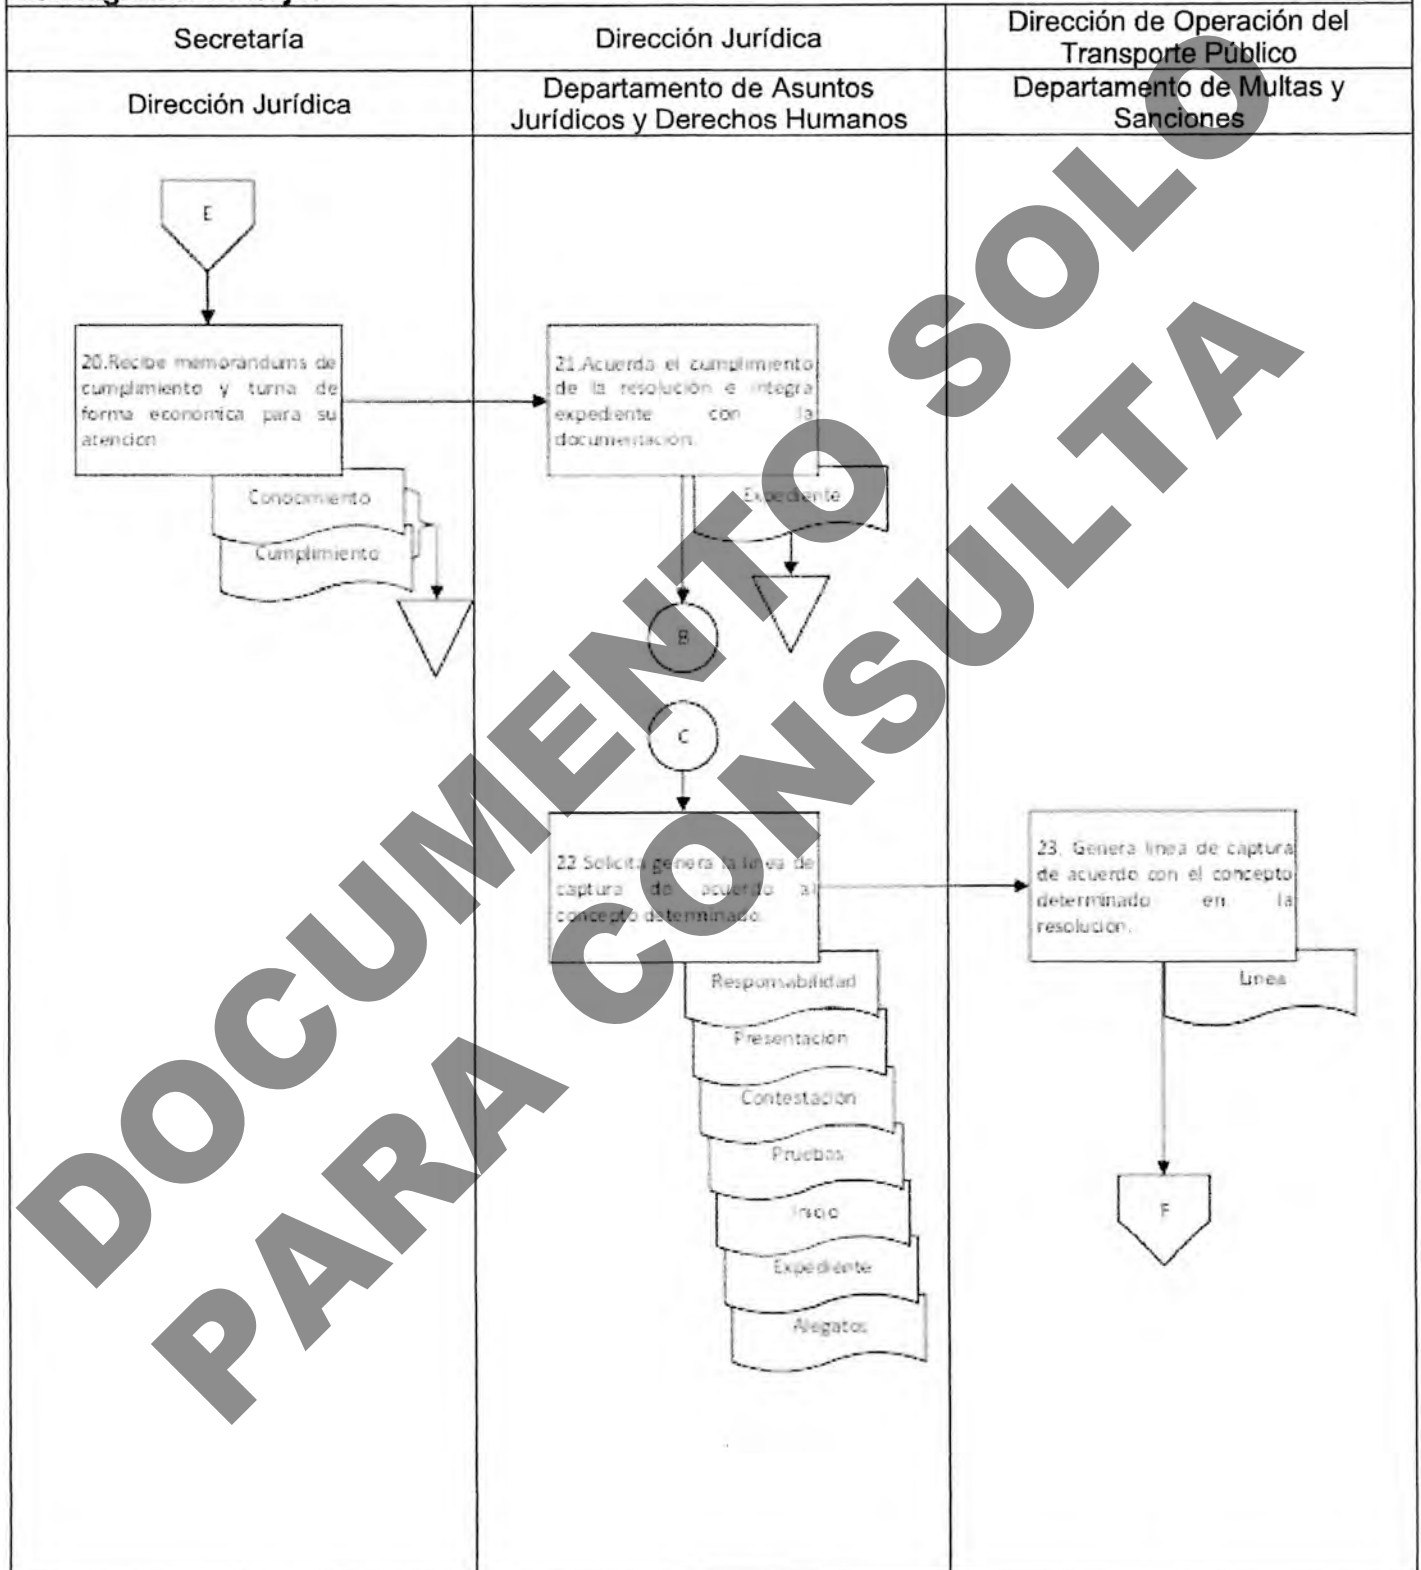 Secretaría
Dirección Jurídica
Dirección de Operación del
Transporte Público
Dirección Jurídica
Departamento de Asuntos
Jurídicos y Derechos Humanos
Departamento de Multas y
Sanciones
E
20.Recibe memorándums de
cumplimiento y turna de
forma económica para su
atención
Conocimiento
Cumplimiento
21.Acuerda el cumplimiento
de la resolución e integra
expediente con la
documentación.
Expediente
B
C
22 Solicita genera la línea de
captura de acuerdo al
concepto determinado.
Responsabilidad
Presentación
Contestación
Pruebas
Inicio
Expediente
Alegatos
23. Genera línea de captura
de acuerdo con el concepto
determinado en la
resolución.
Línea
F
DOCUMENTO SOLO
PARA CONSULTA